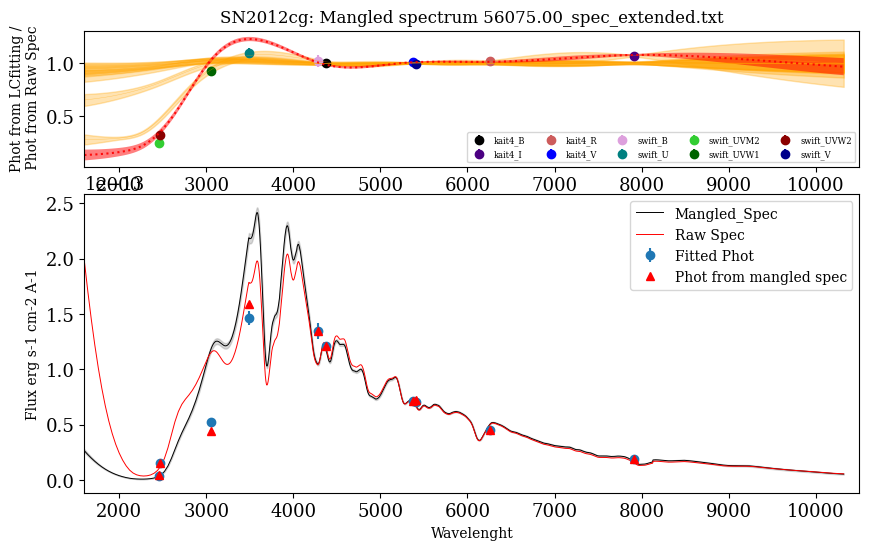 SN2012cg: Mangled spectrum 56075.00_spec_extended.txt
Phot from LCfitting /
Phot from Raw Spec
1.0
0.5
kait4_B kait4_R swift_B swift_UVM2 swift_UVW2
kait4_I kait4_V swift_U swift_UVW1 swift_V
2000 3000 4000 5000 6000 7000 8000 9000 10000
1e−13
Flux erg s-1 cm-2 A-1
2.5
2.0
1.5
1.0
0.5
0.0
Mangled_Spec
Raw Spec
Fitted Phot
Phot from mangled spec
2000 3000 4000 5000 6000 7000 8000 9000 10000
Wavelenght